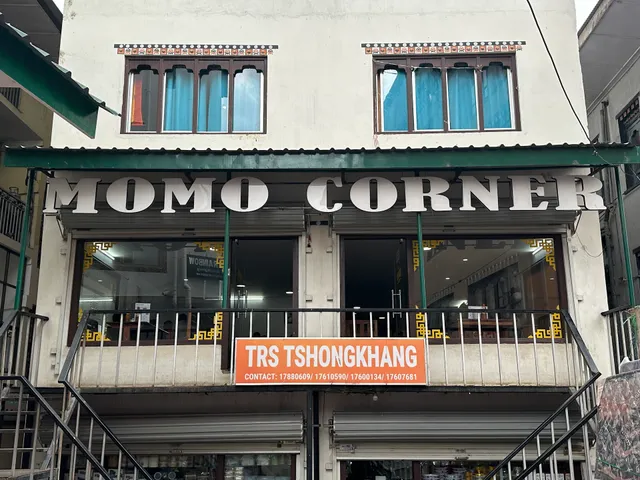 MOMO CORNER
TRS TSHONGKHANG
CONTACT: 17880609/ 17610590/ 17600134/ 17607681